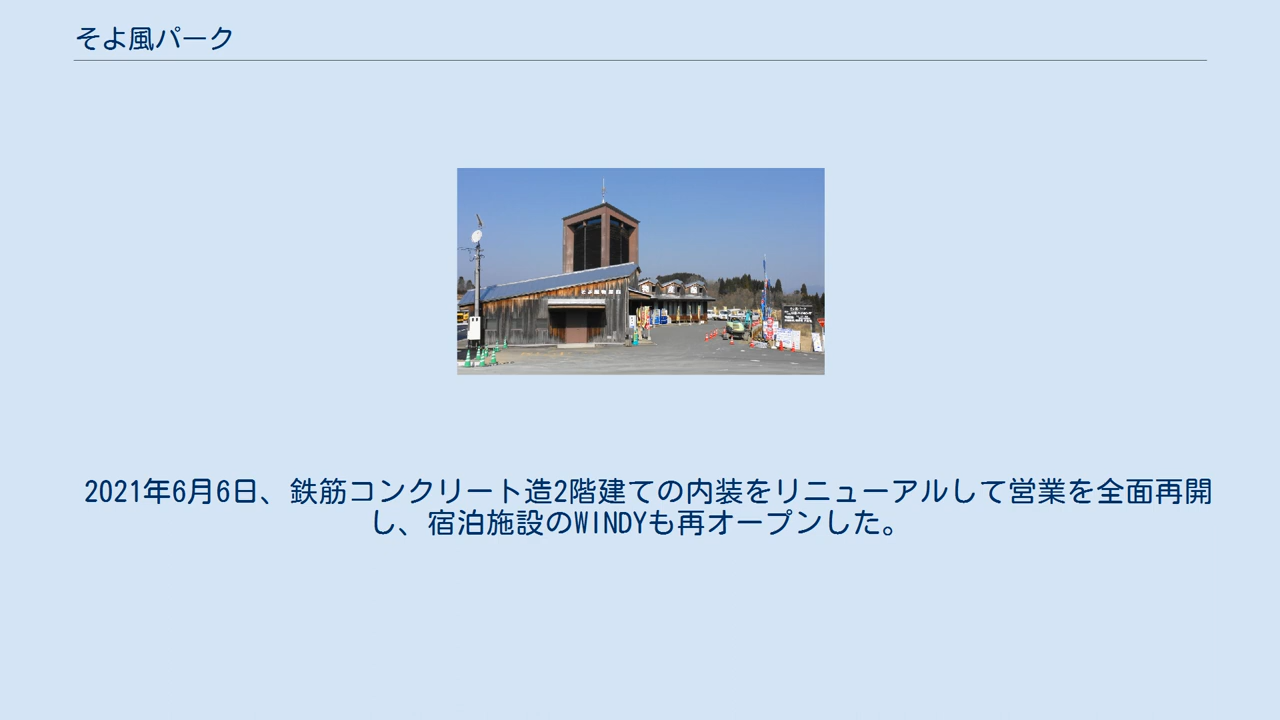 そよ風パーク
2021年6月6日、鉄筋コンクリート造2階建ての内装をリニューアルして営業を全面再開
し、宿泊施設のWINDYも再オープンした。